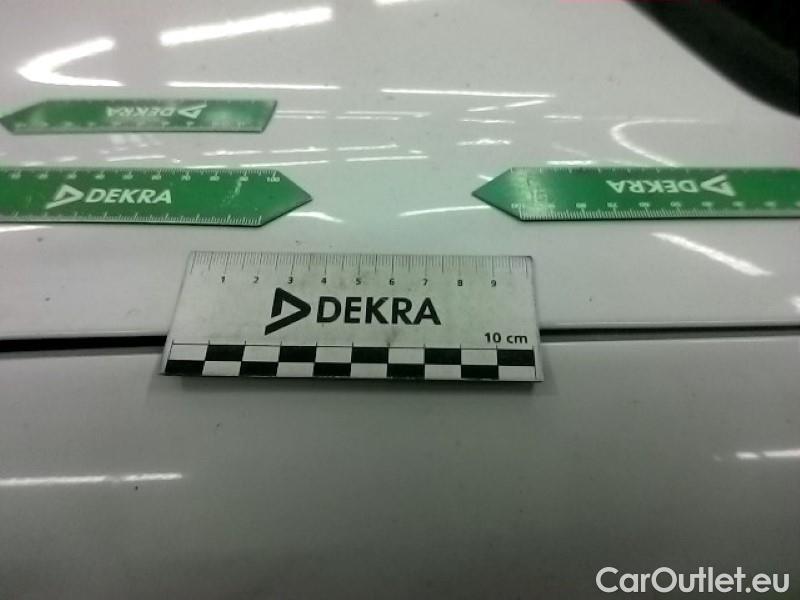 DEKRA
DEKRA
DEKRA
1 2 3 4 5 6 7 8 9
DEKRA
10 cm
CarOutlet.eu